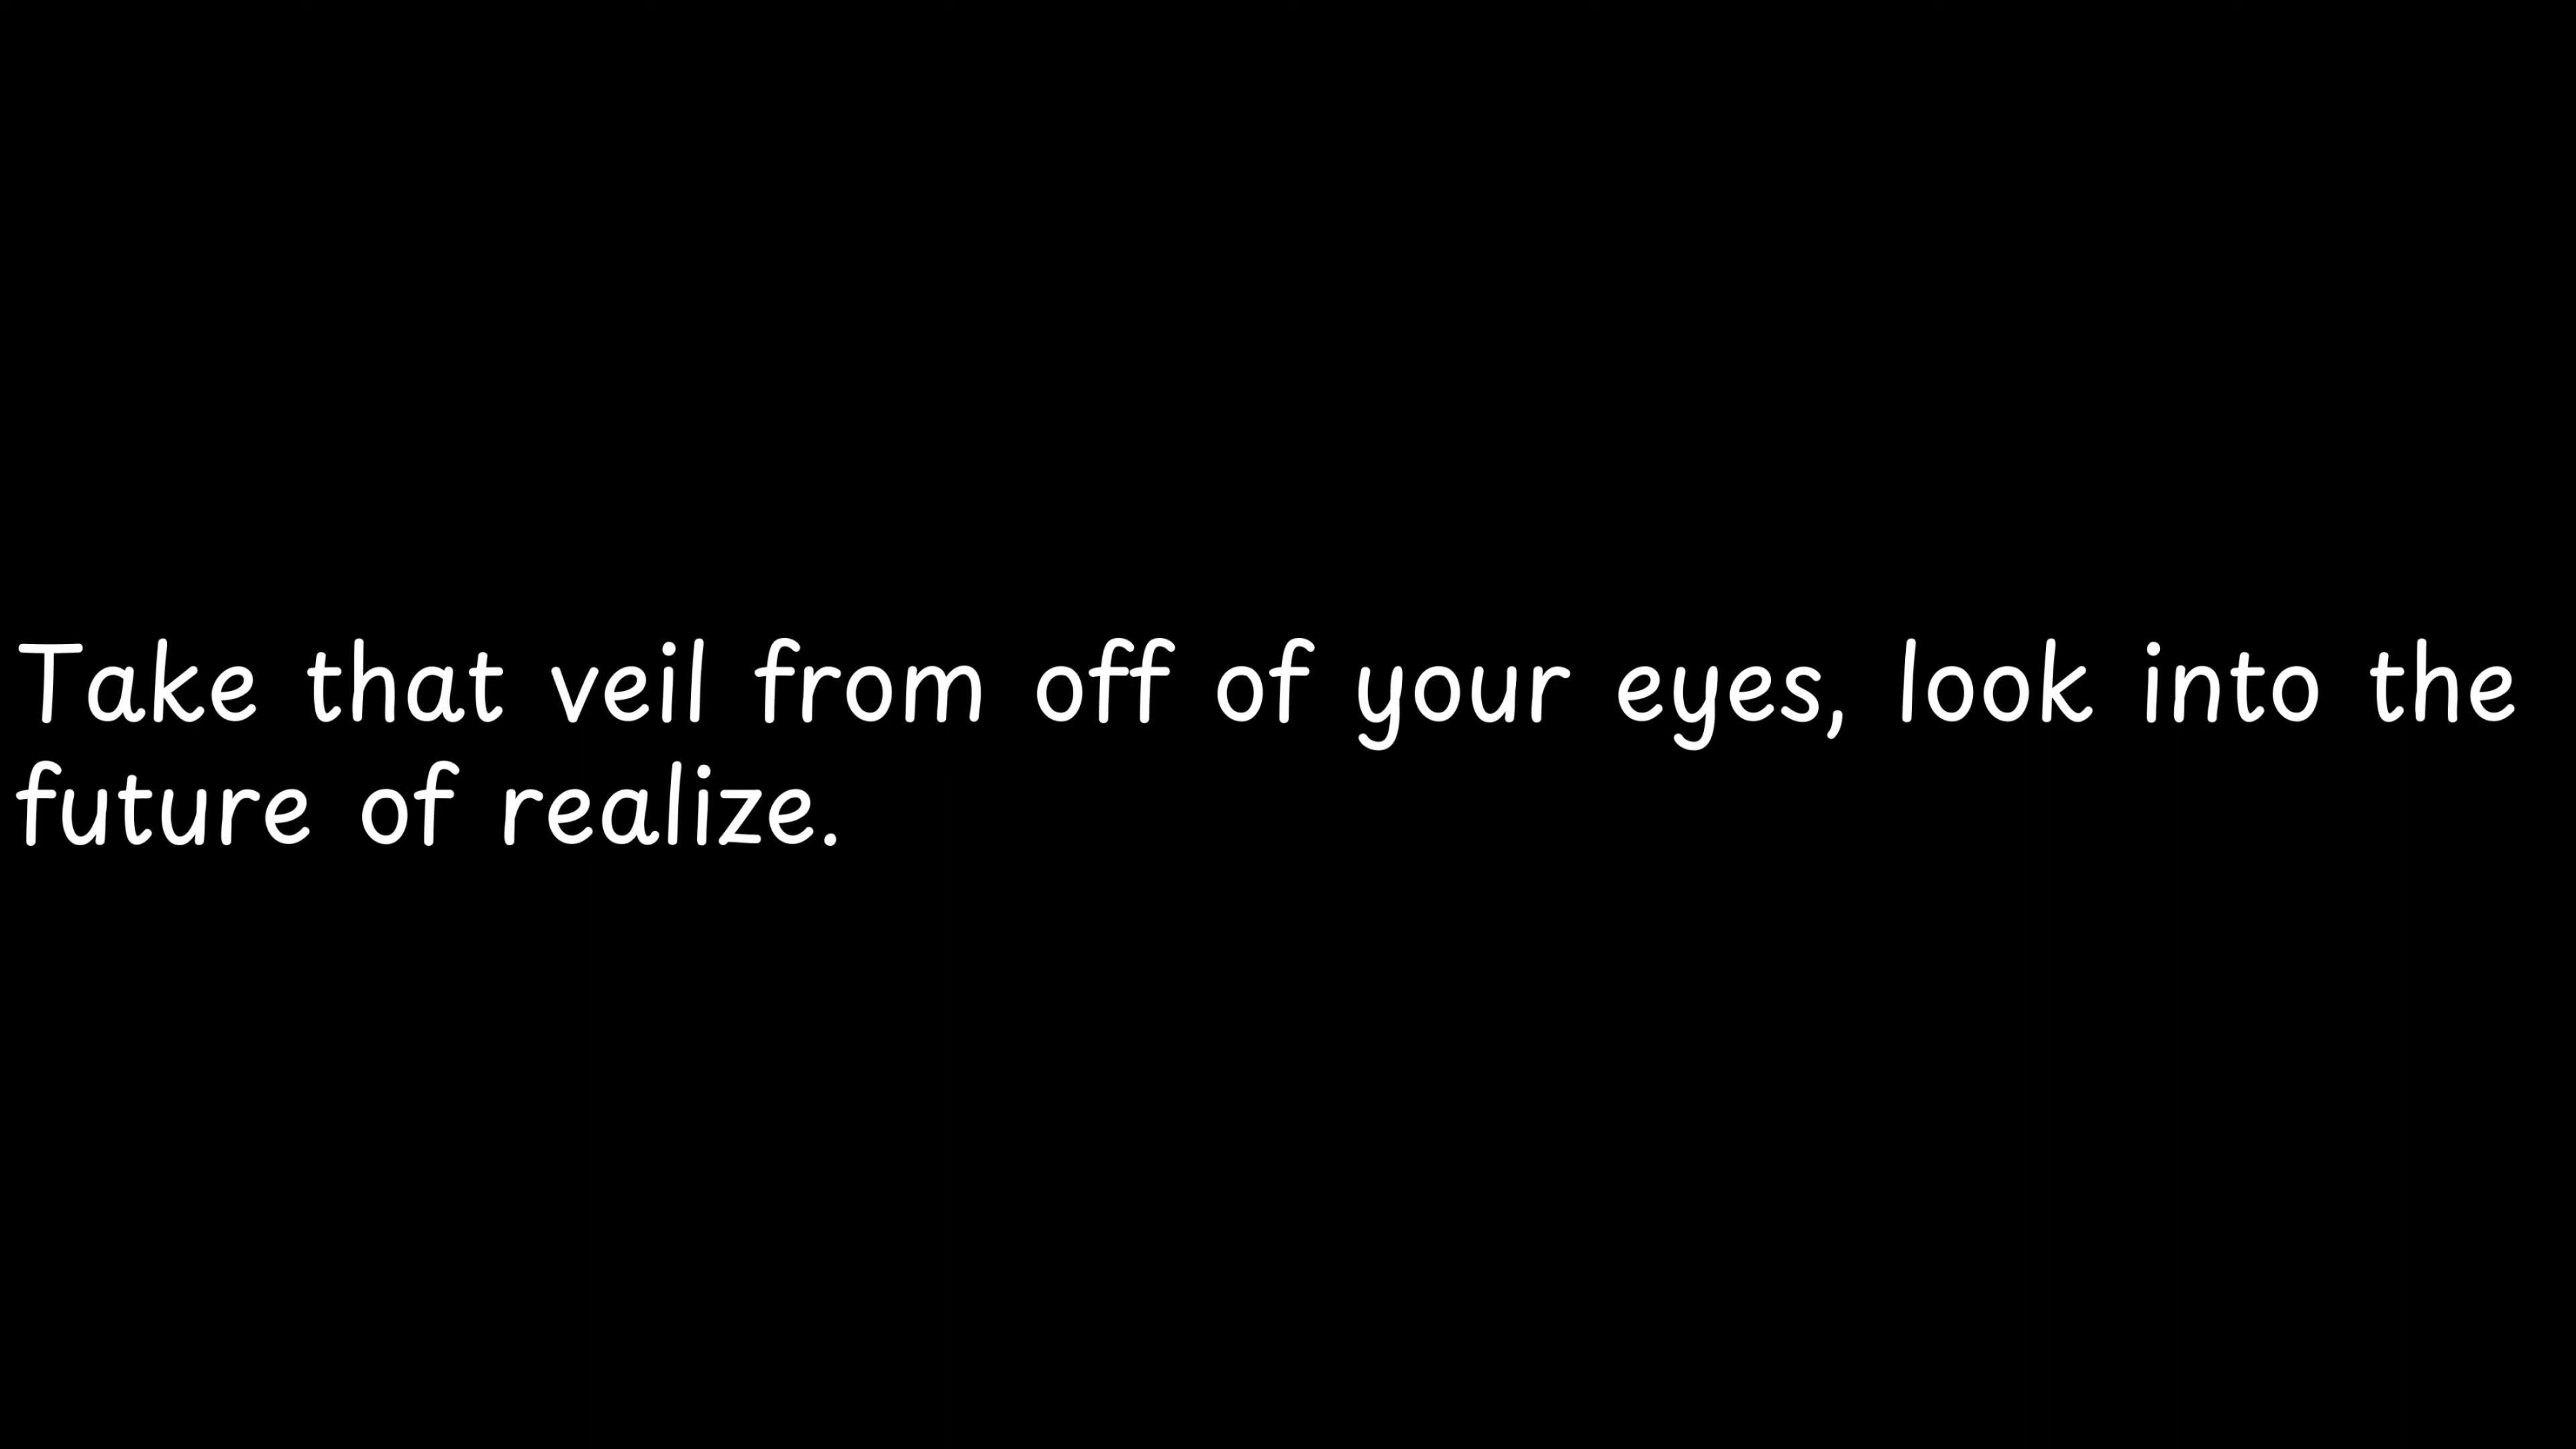 Take that veil from off of your eyes, look into the
future of realize.